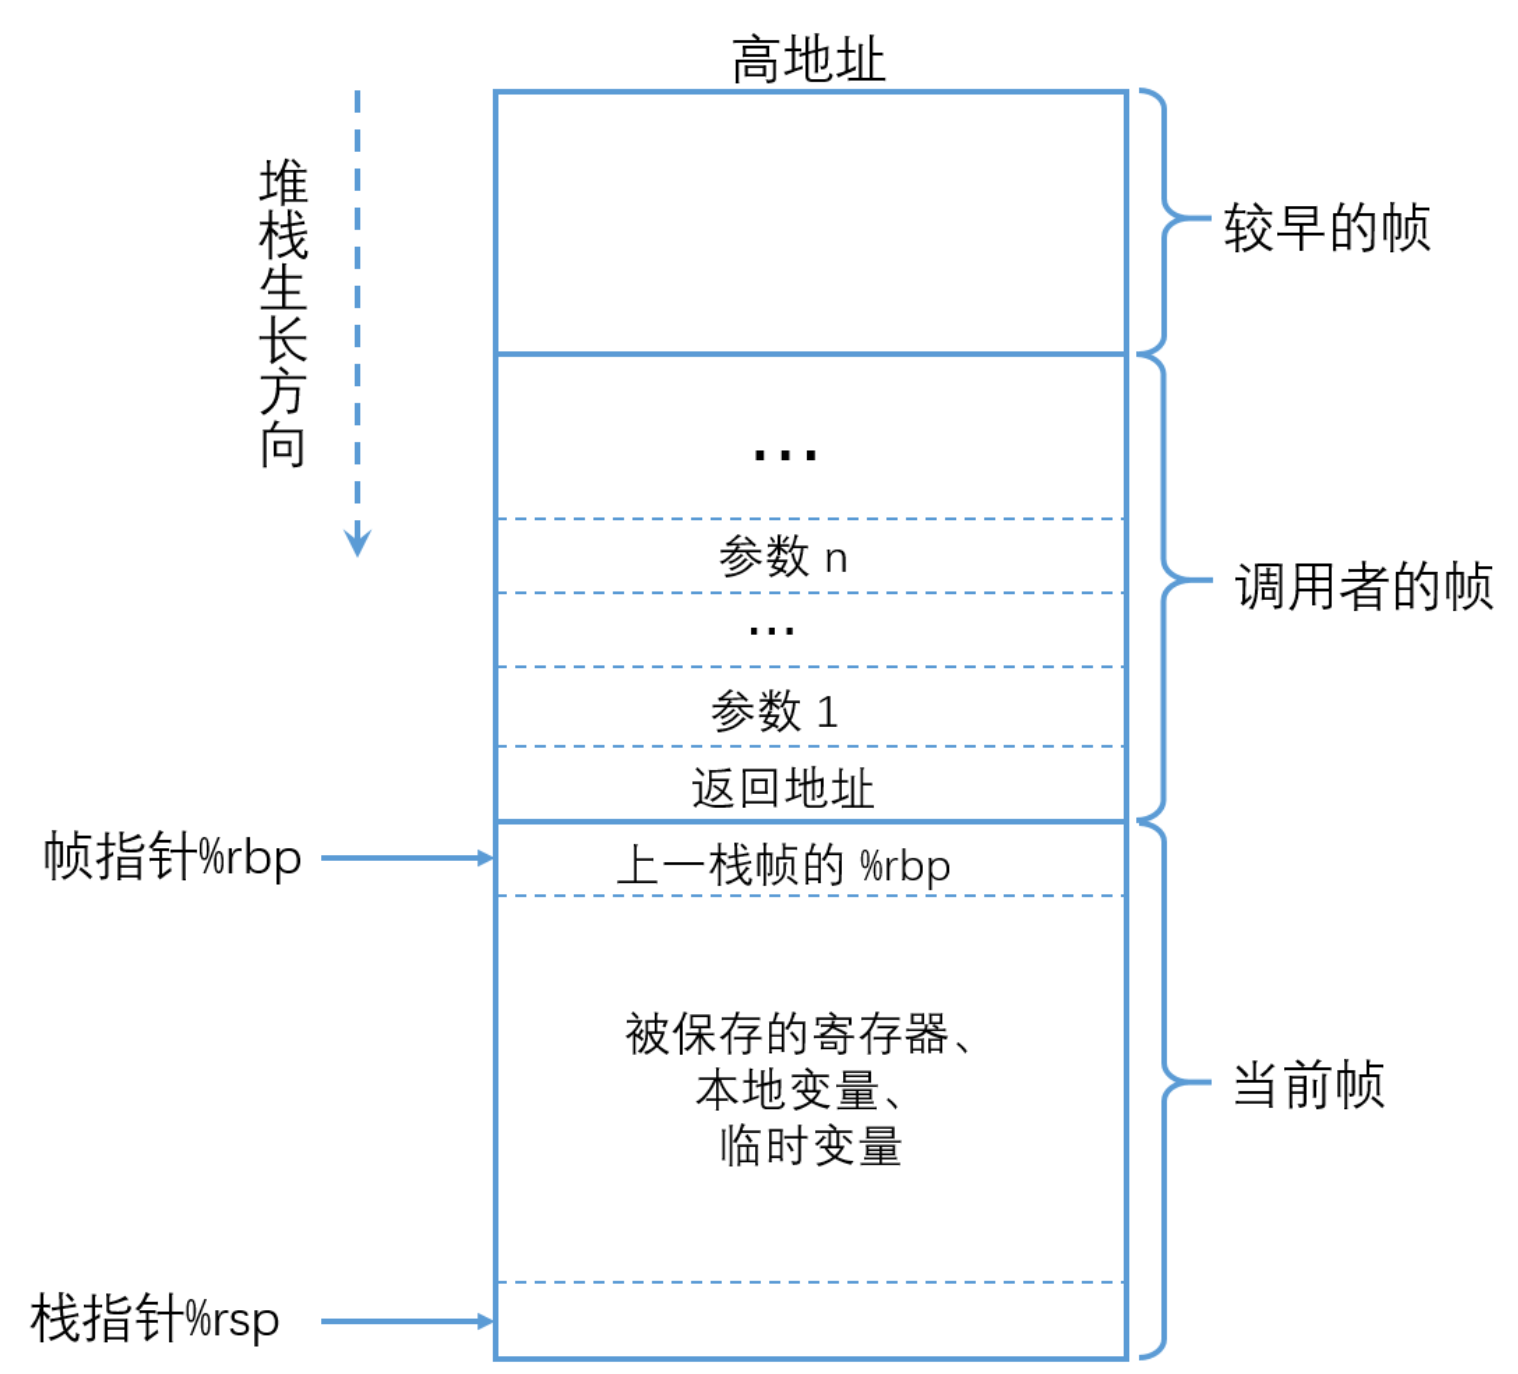 高地址
堆栈生长方向
较早的帧
...
参数 n
...
参数 1
返回地址
调用者的帧
帧指针%rbp
上一栈帧的 %rbp
被保存的寄存器、
本地变量、
临时变量
当前帧
栈指针%rsp